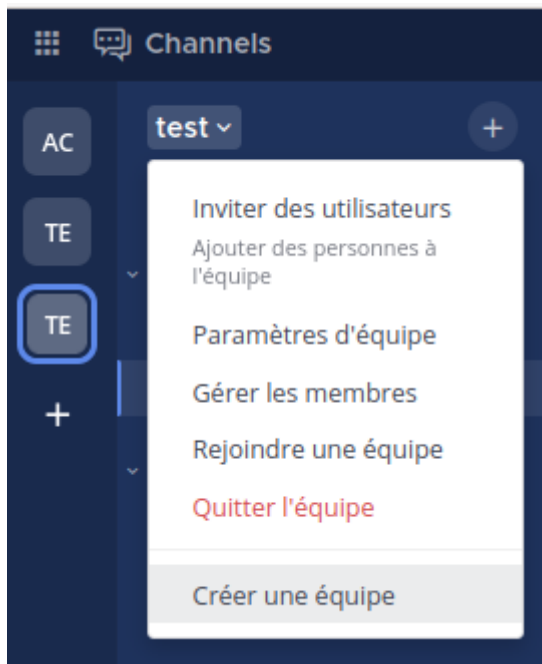 Channels
AC
TE
TE
+
test
+
Inviter des utilisateurs
Ajouter des personnes à
l'équipe
Paramètres d'équipe
Gérer les membres
Rejoindre une équipe
Quitter l'équipe
Créer une équipe